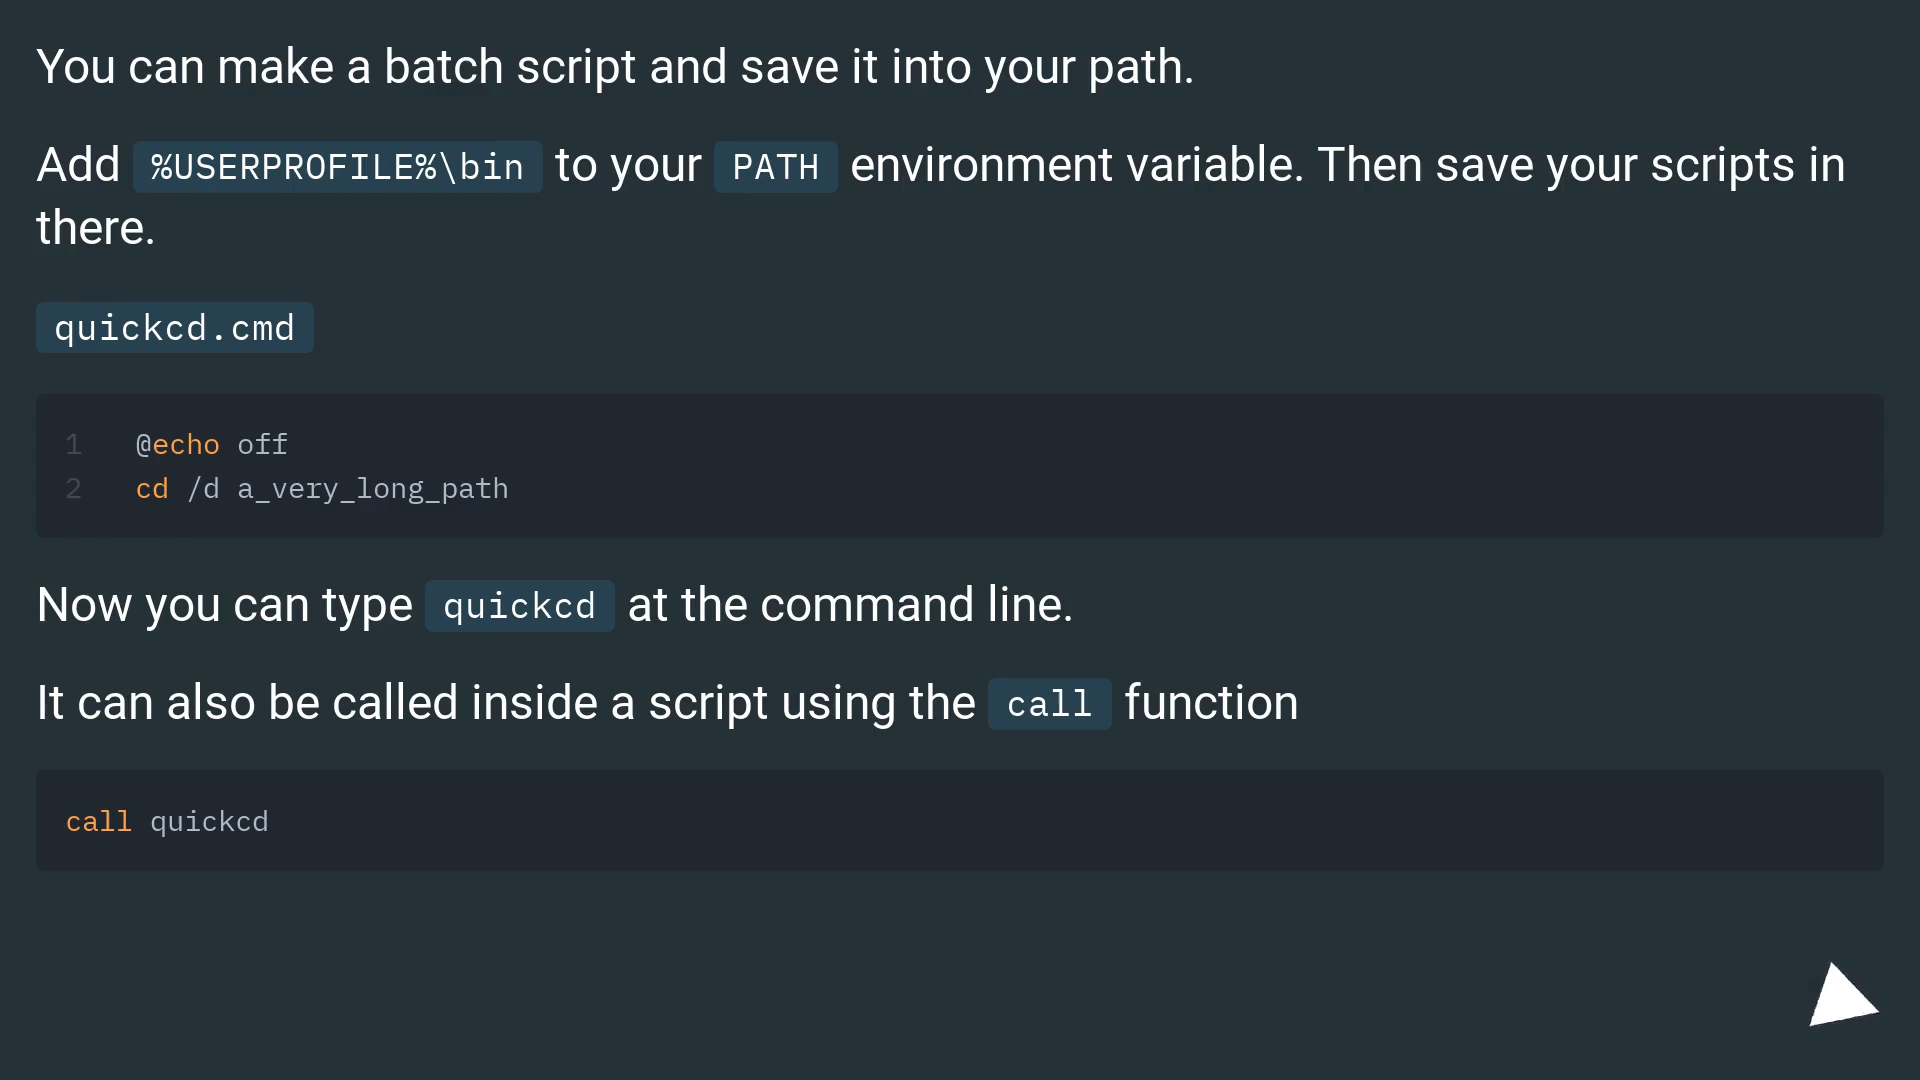 You can make a batch script and save it into your path.
Add %USERPROFILE%\bin to your PATH environment variable. Then save your scripts in
there.
quickcd.cmd
1 @echo off
2 cd /d a_very_long_path
Now you can type quickcd at the command line.
It can also be called inside a script using the call function
call quickcd